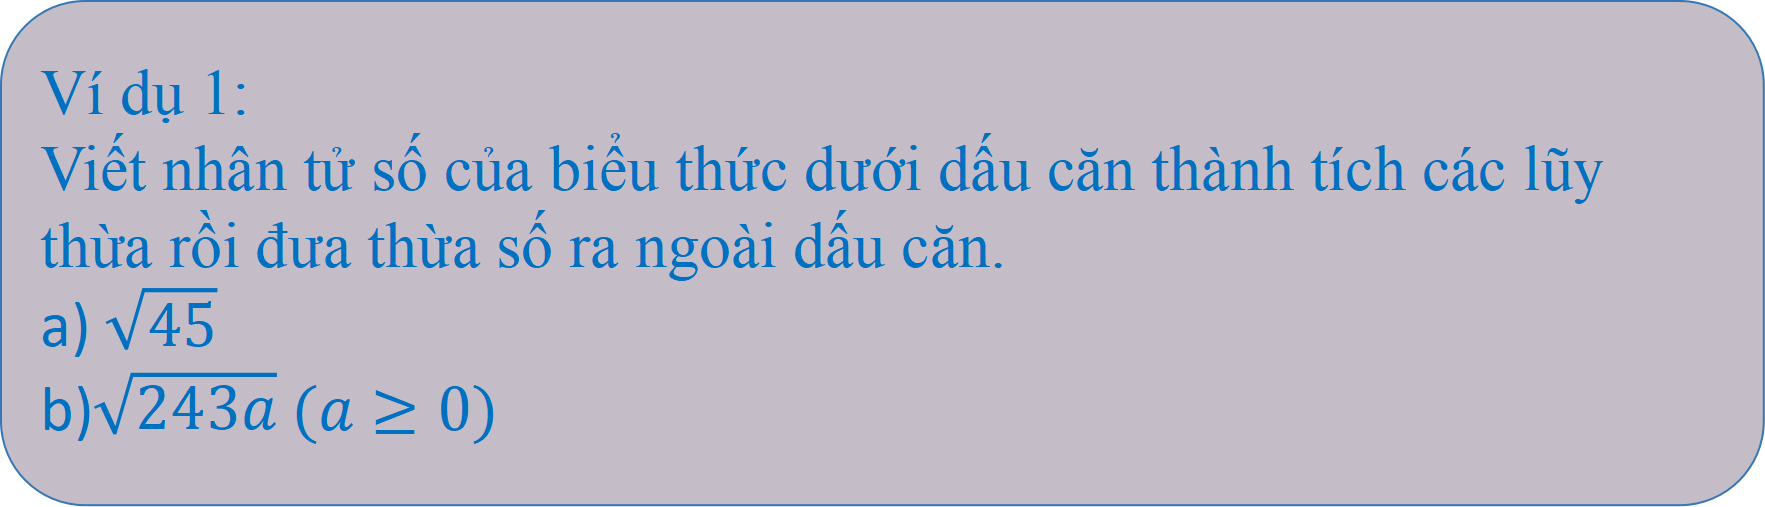 Ví dụ 1:
Viết nhân tử số của biểu thức dưới dấu căn thành tích các lũy
thừa rồi đưa thừa số ra ngoài dấu căn.
a) √45
b)√243a (a ≥ 0)